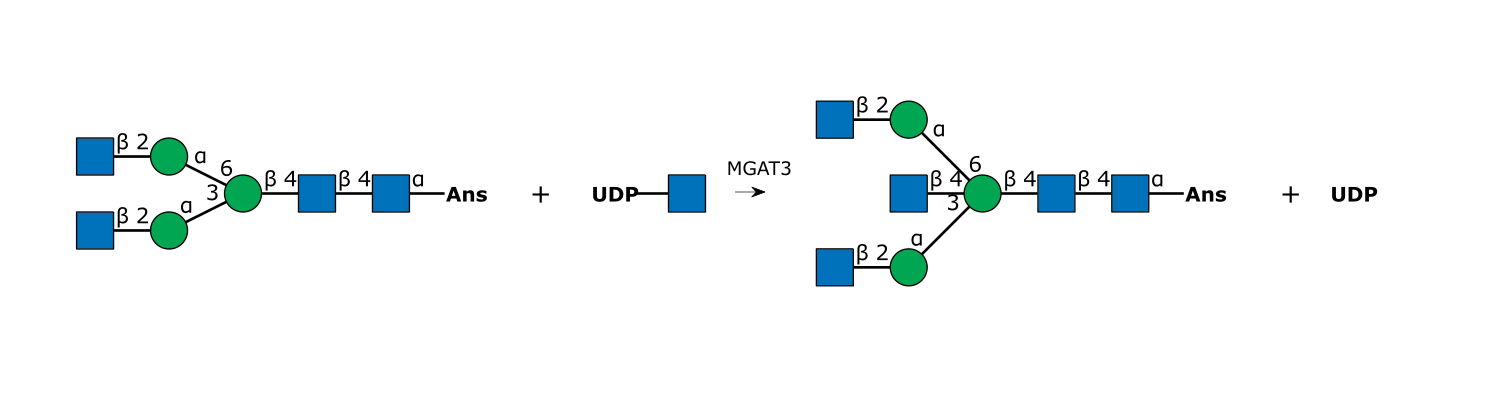 β 2 α 6
β 2 α 3
β 4 β 4 α Ans
+
UDP
MGAT3
β 2 α 6
β 4 β 4 β 4 α Ans
β 2 α 3
+
UDP